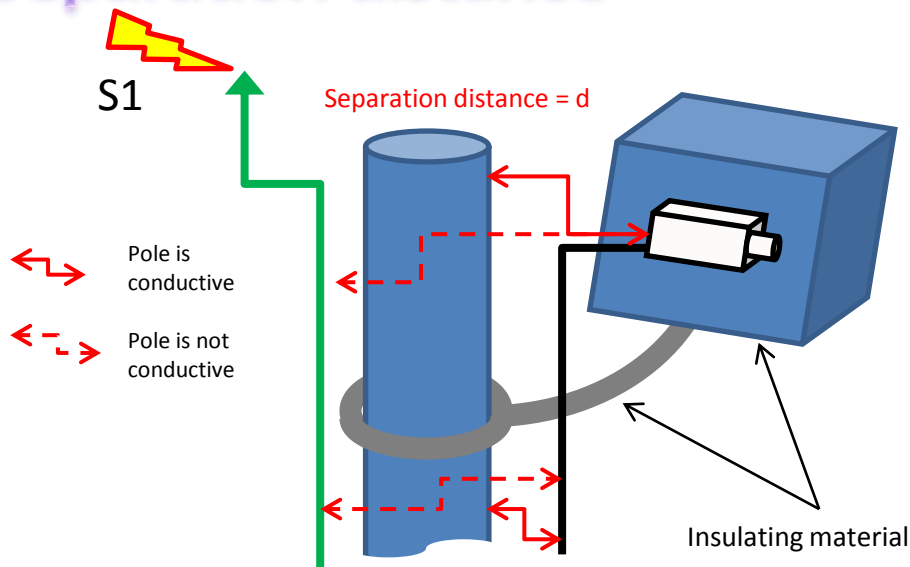 S1
Separation distance = d
Pole is
conductive
Pole is not
conductive
Insulating material